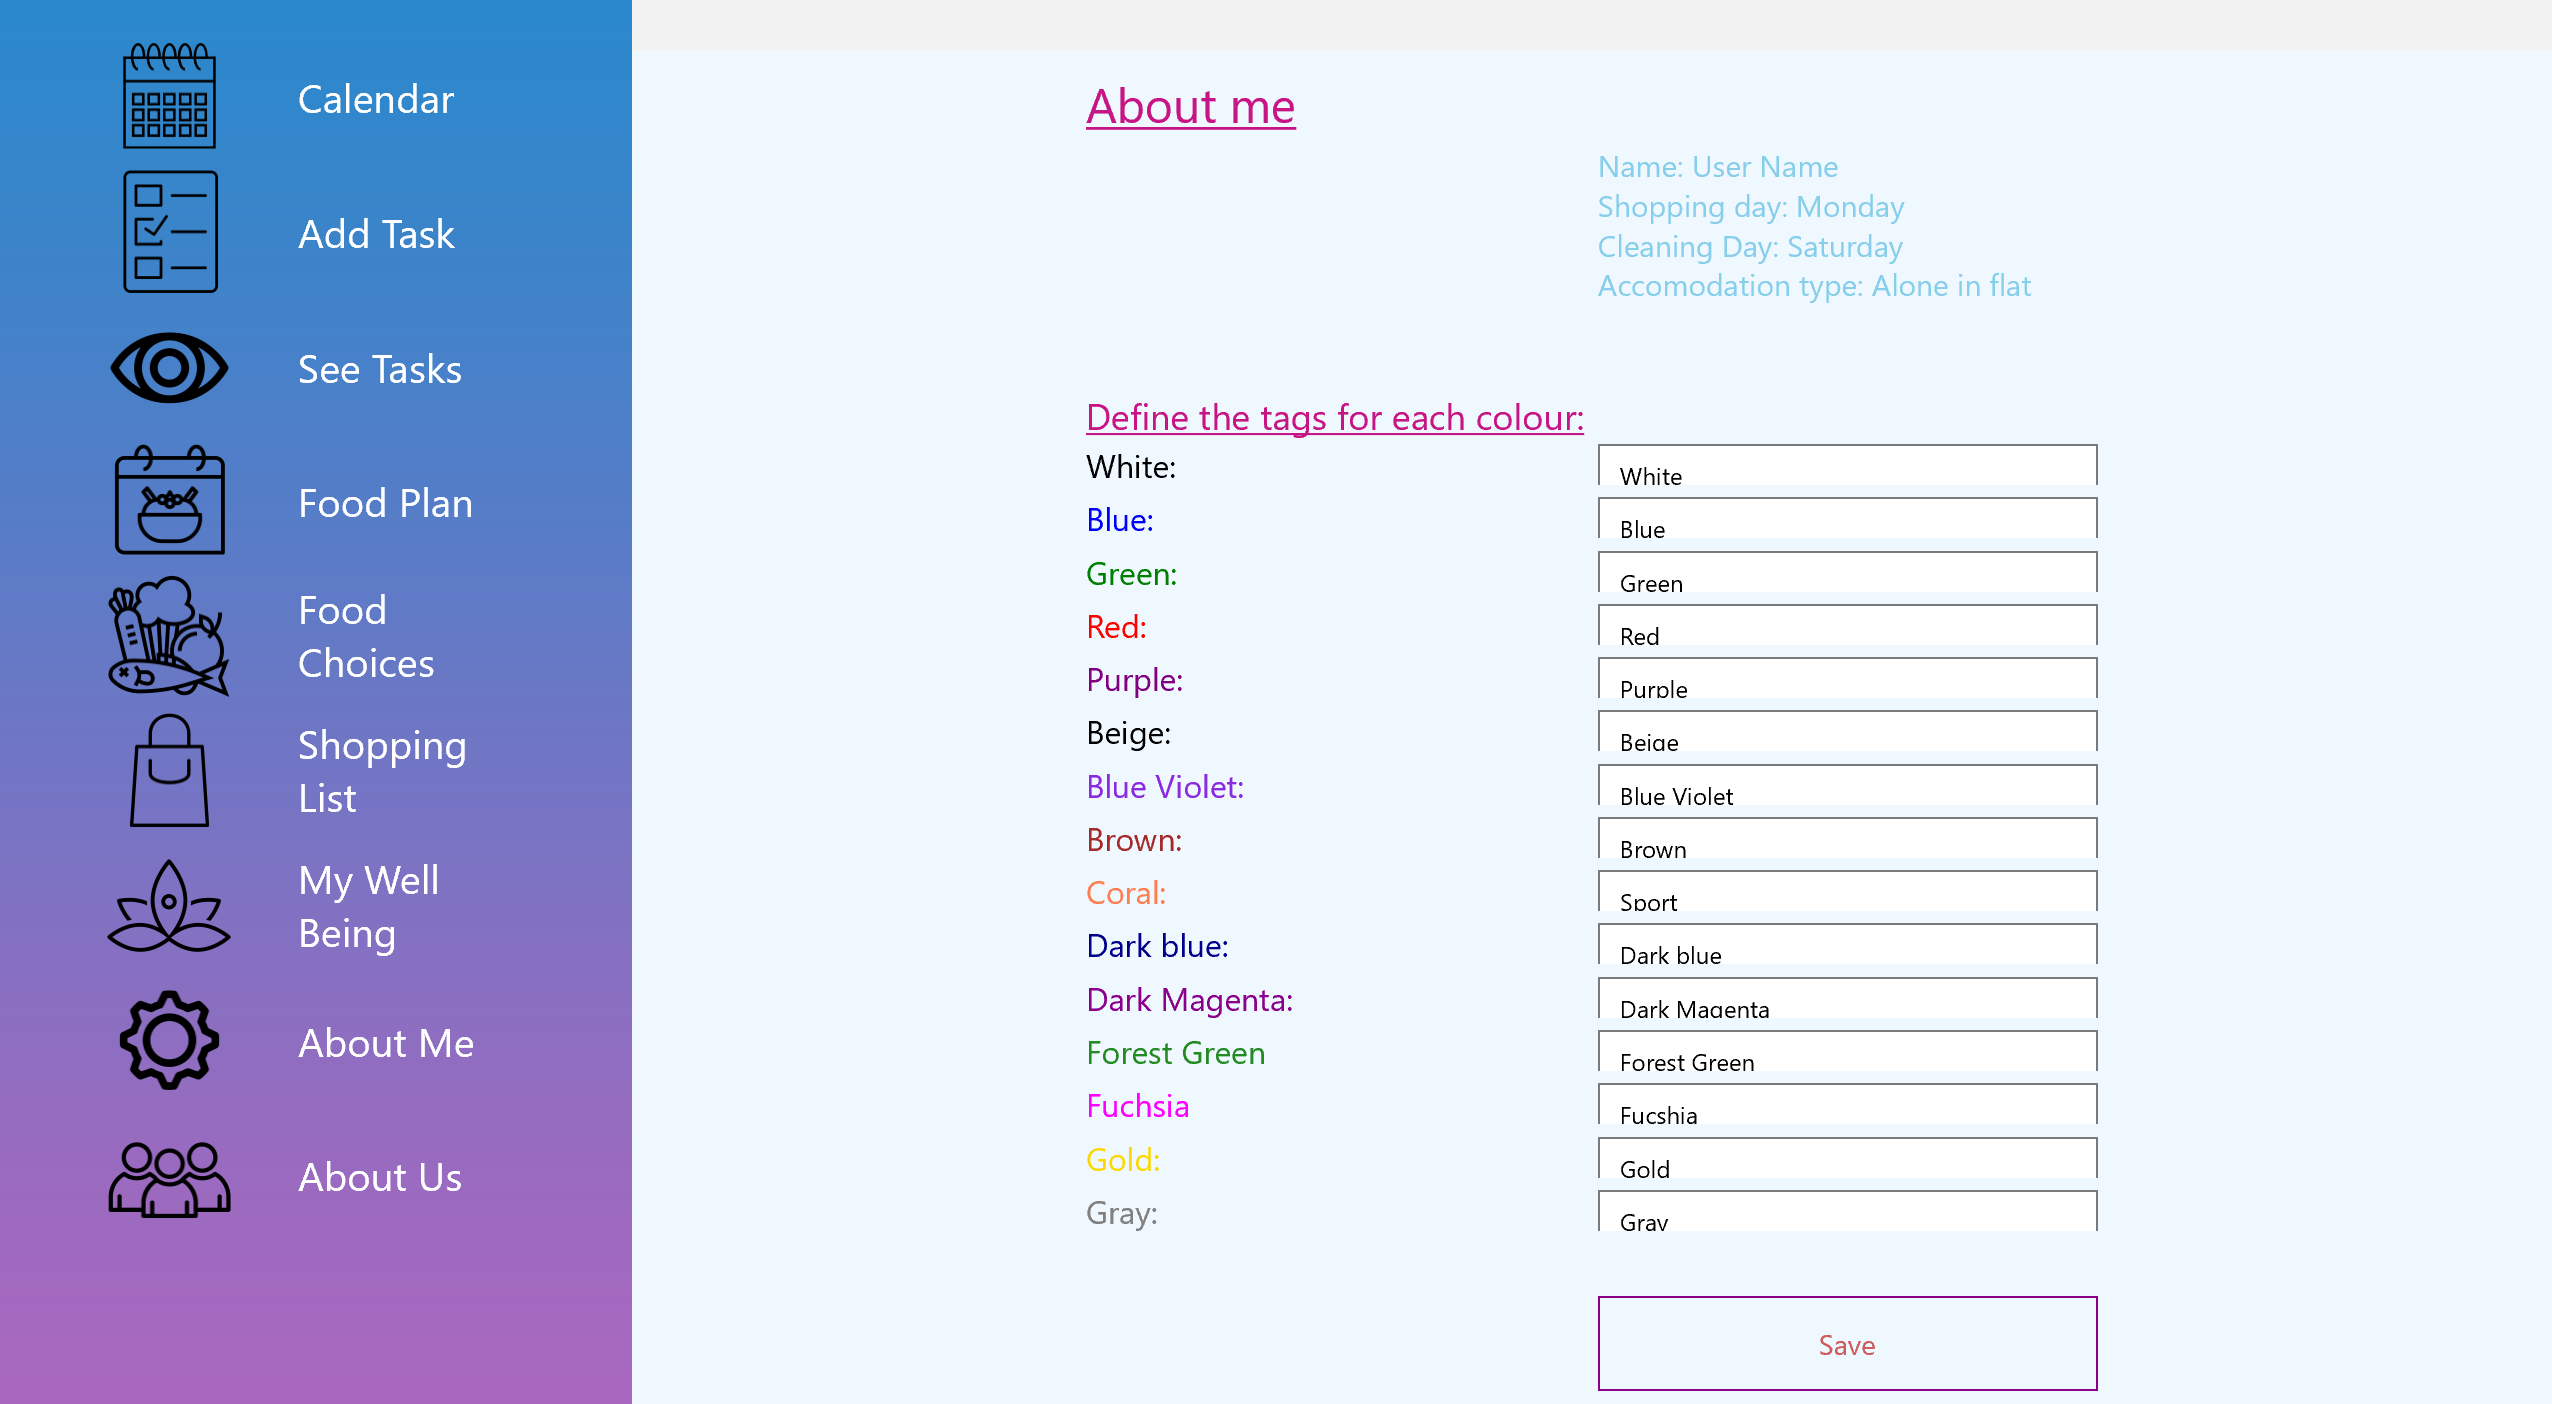 Calendar
Add Task
See Tasks
Food Plan
Food
Choices
Shopping
List
My Well
Being
About Me
About Us
About me
Name: User Name
Shopping day: Monday
Cleaning Day: Saturday
Accomodation type: Alone in flat
Define the tags for each colour:
White: White
Blue: Blue
Green: Green
Red: Red
Purple: Purple
Beige: Beige
Blue Violet: Blue Violet
Brown: Brown
Coral: Sport
Dark blue: Dark blue
Dark Magenta: Dark Magenta
Forest Green Forest Green
Fuchsia Fucshia
Gold: Gold
Gray: Gray
Save